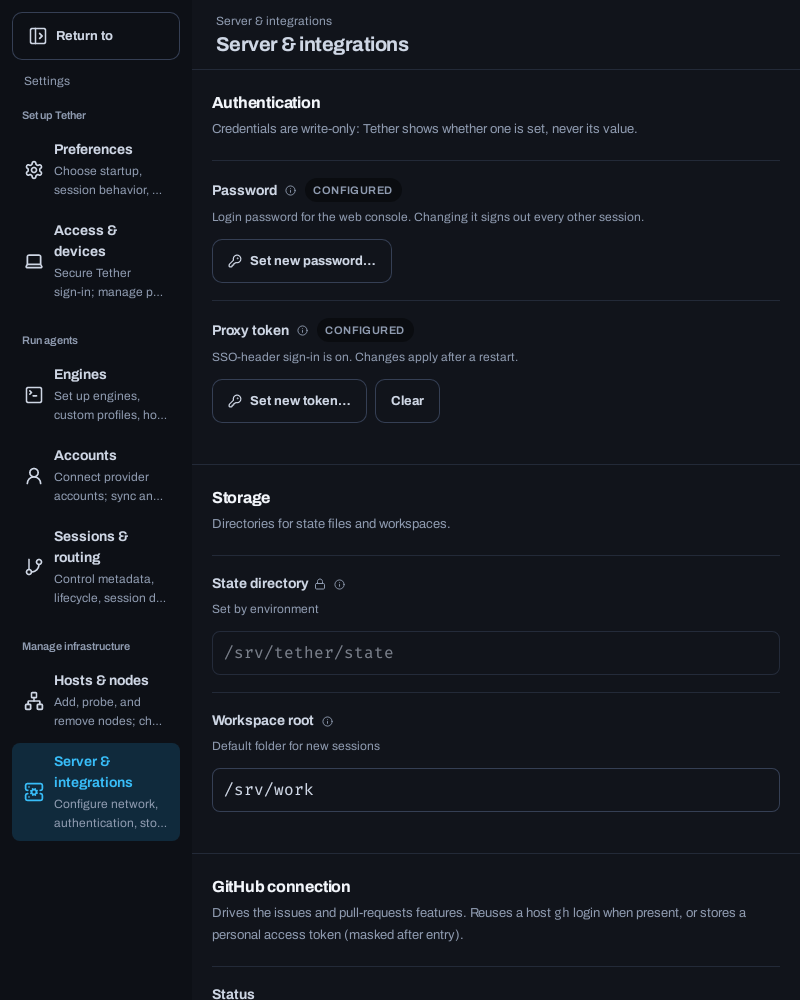 Return to
Settings
Set up Tether
Preferences
Choose startup,
session behavior, ...
Access &
devices
Secure Tether
sign-in; manage p...
Run agents
Engines
Set up engines,
custom profiles, ho...
Accounts
Connect provider
accounts; sync an...
Sessions &
routing
Control metadata,
lifecycle, session d...
Manage infrastructure
Hosts & nodes
Add, probe, and
remove nodes; ch...
Server &
integrations
Configure network,
authentication, sto...
Server & integrations
Server & integrations
Authentication
Credentials are write-only: Tether shows whether one is set, never its value.
Password CONFIGURED
Login password for the web console. Changing it signs out every other session.
Set new password...
Proxy token CONFIGURED
SSO-header sign-in is on. Changes apply after a restart.
Set new token... Clear
Storage
Directories for state files and workspaces.
State directory
Set by environment
/srv/tether/state
Workspace root
Default folder for new sessions
/srv/work
GitHub connection
Drives the issues and pull-requests features. Reuses a host gh login when present, or stores a
personal access token (masked after entry).
Status